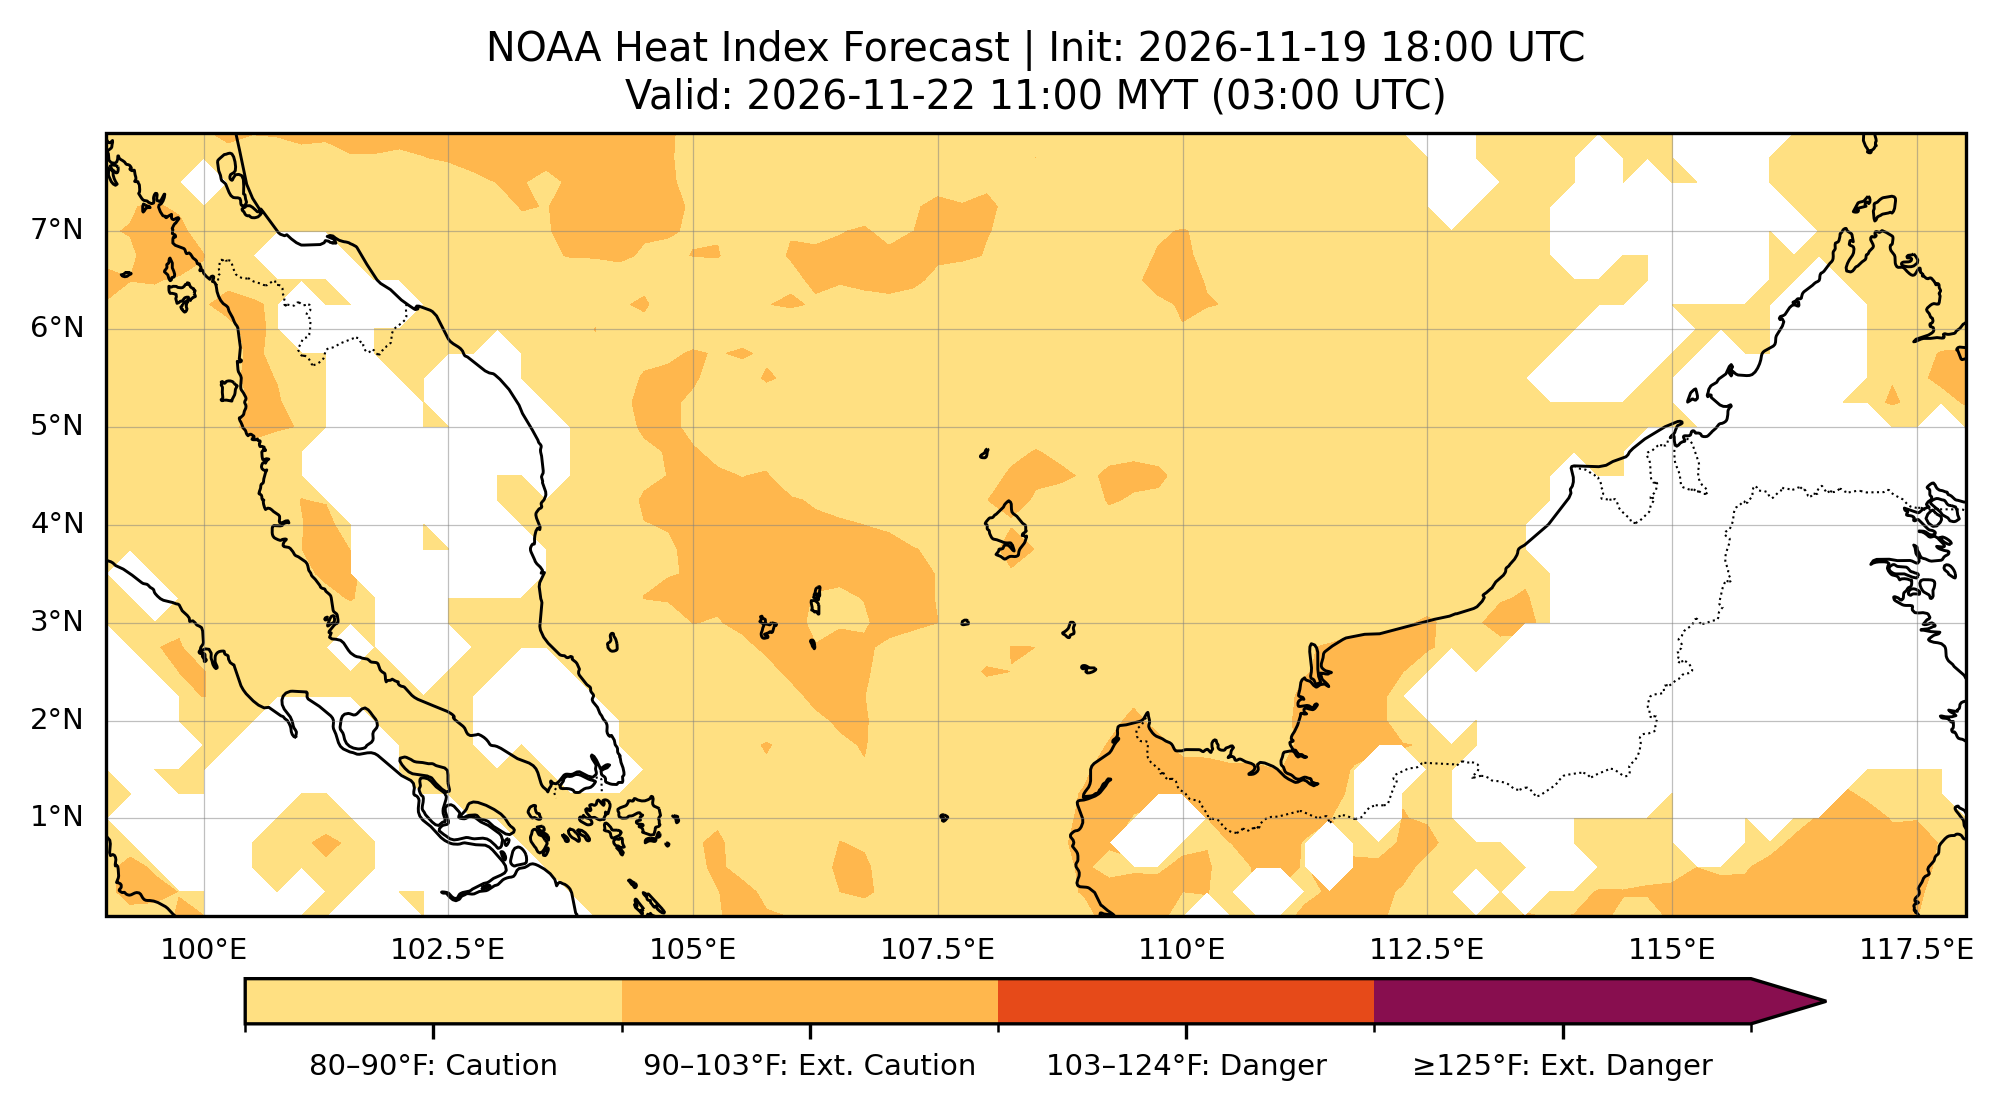 NOAA Heat Index Forecast | Init: 2026-11-19 18:00 UTC
Valid: 2026-11-22 11:00 MYT (03:00 UTC)
7°N
6°N
5°N
4°N
3°N
2°N
1°N
100°E 102.5°E 105°E 107.5°E 110°E 112.5°E 115°E 117.5°E
80–90°F: Caution 90–103°F: Ext. Caution 103–124°F: Danger ≥125°F: Ext. Danger